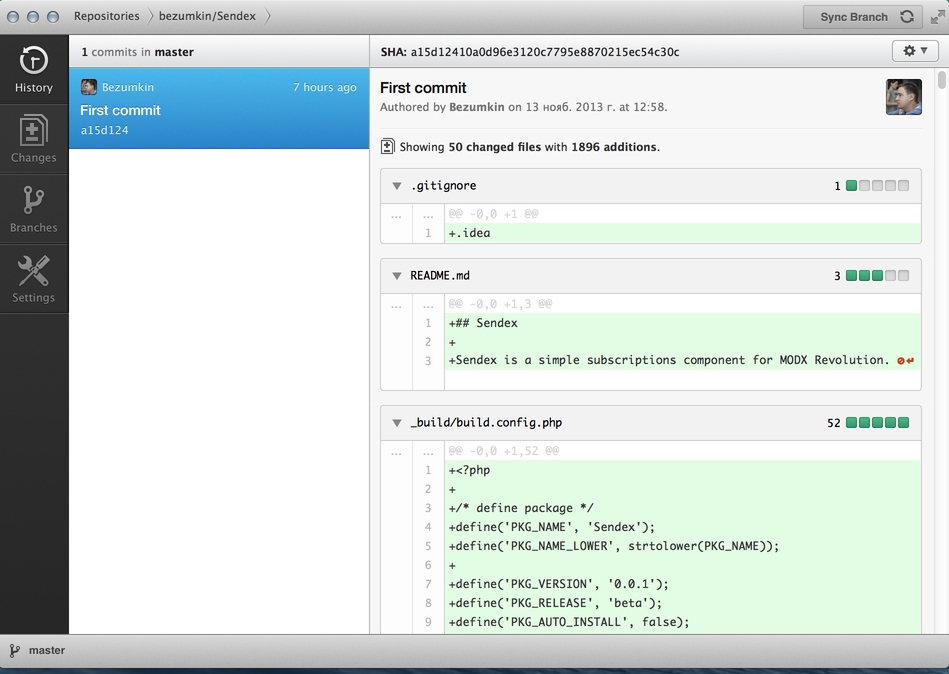 Repositories bezumkin/Sendex Sync Branch
History
Changes
Branches
Settings
1 commits in master
Bezumkin 7 hours ago
First commit
a15d124
SHA: a15d12410a0d96e3120c7795e8870215ec54c30c
First commit
Authored by Bezumkin on 13 нояб. 2013 г. at 12:58.
Showing 50 changed files with 1896 additions.
.gitignore 1
... ... @@ -0,0 +1 @@
1 +.idea
README.md 3
... ... @@ -0,0 +1,3 @@
1 +## Sendex
2 +
3 +Sendex is a simple subscriptions component for MODX Revolution.
_build/build.config.php 52
... ... @@ -0,0 +1,52 @@
1 +<?php
2 +
3 +/* define package */
4 +define('PKG_NAME', 'Sendex');
5 +define('PKG_NAME_LOWER', strtolower(PKG_NAME));
6 +
7 +define('PKG_VERSION', '0.0.1');
8 +define('PKG_RELEASE', 'beta');
9 +define('PKG_AUTO_INSTALL', false);
master